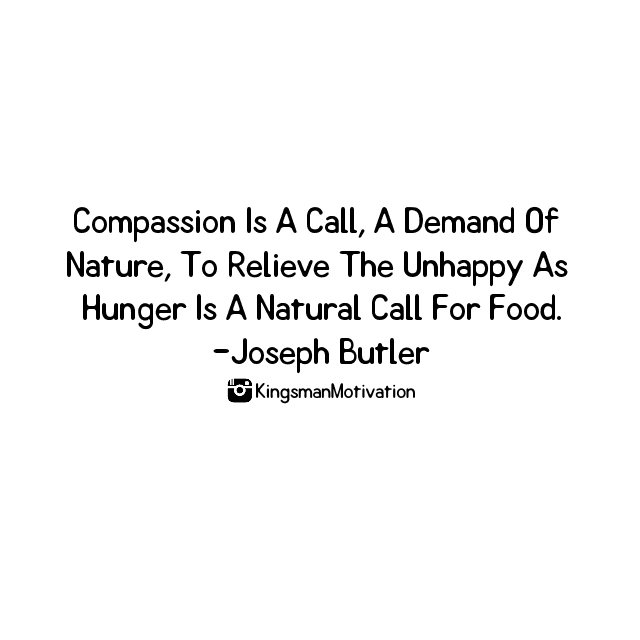 Compassion Is A Call, A Demand Of
Nature, To Relieve The Unhappy As
Hunger Is A Natural Call For Food.
-Joseph Butler
KingsmanMotivation